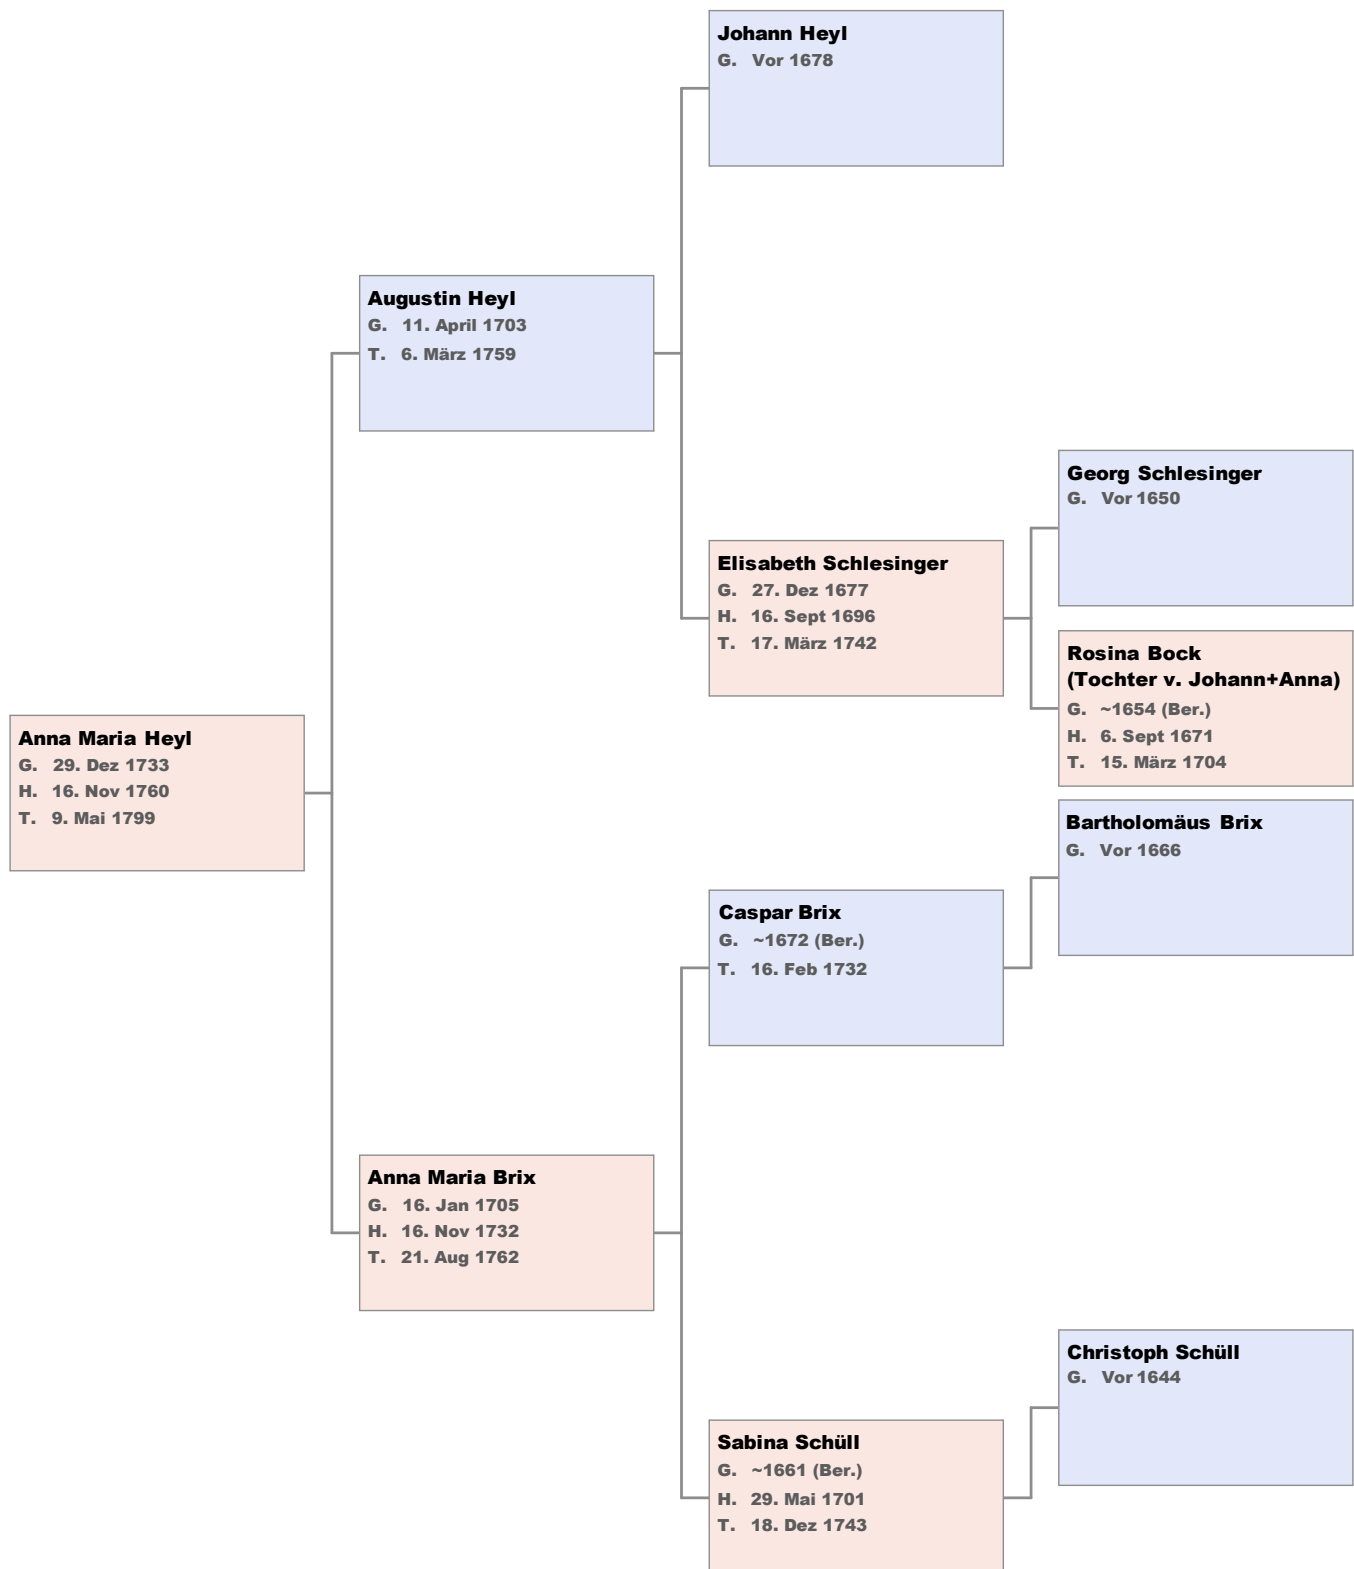 Johann Heyl
G. Vor 1678
Augustin Heyl
G. 11. April 1703
T. 6. März 1759
Georg Schlesinger
G. Vor 1650
Elisabeth Schlesinger
G. 27. Dez 1677
H. 16. Sept 1696
T. 17. März 1742
Rosina Bock
(Tochter v. Johann+Anna)
G. ~1654 (Ber.)
H. 6. Sept 1671
T. 15. März 1704
Anna Maria Heyl
G. 29. Dez 1733
H. 16. Nov 1760
T. 9. Mai 1799
Bartholomäus Brix
G. Vor 1666
Caspar Brix
G. ~1672 (Ber.)
T. 16. Feb 1732
Anna Maria Brix
G. 16. Jan 1705
H. 16. Nov 1732
T. 21. Aug 1762
Christoph Schüll
G. Vor 1644
Sabina Schüll
G. ~1661 (Ber.)
H. 29. Mai 1701
T. 18. Dez 1743